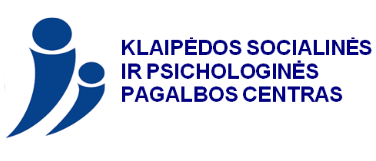 KLAIPĖDOS SOCIALINĖS
IR PSICHOLOGINĖS
PAGALBOS CENTRAS